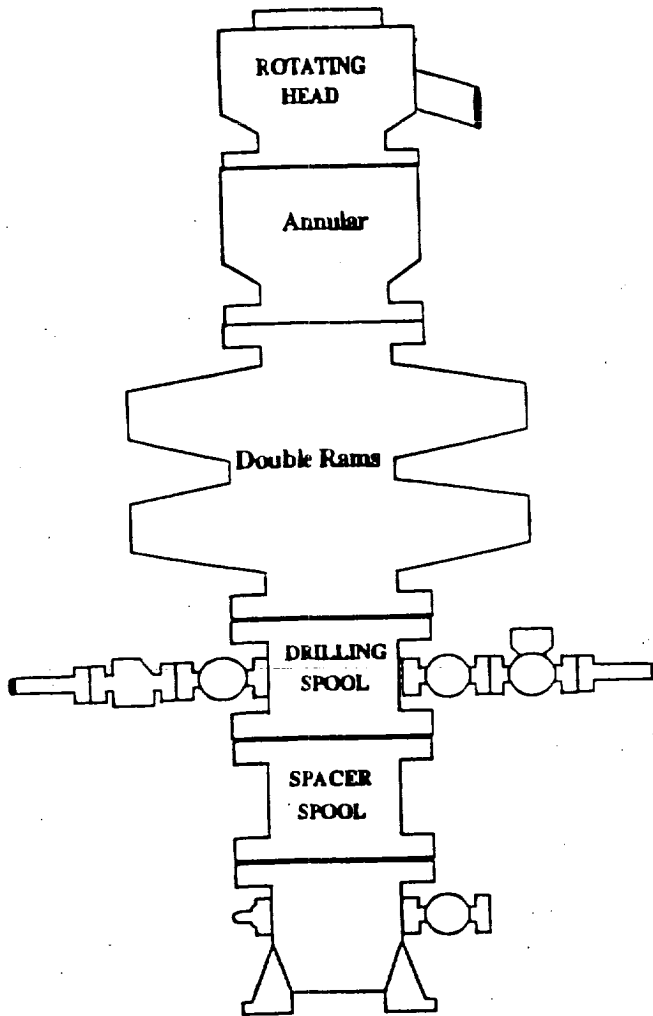 ROTATING
HEAD
Annular
Double Rams
DRILLING
SPOOL
SPACER
SPOOL